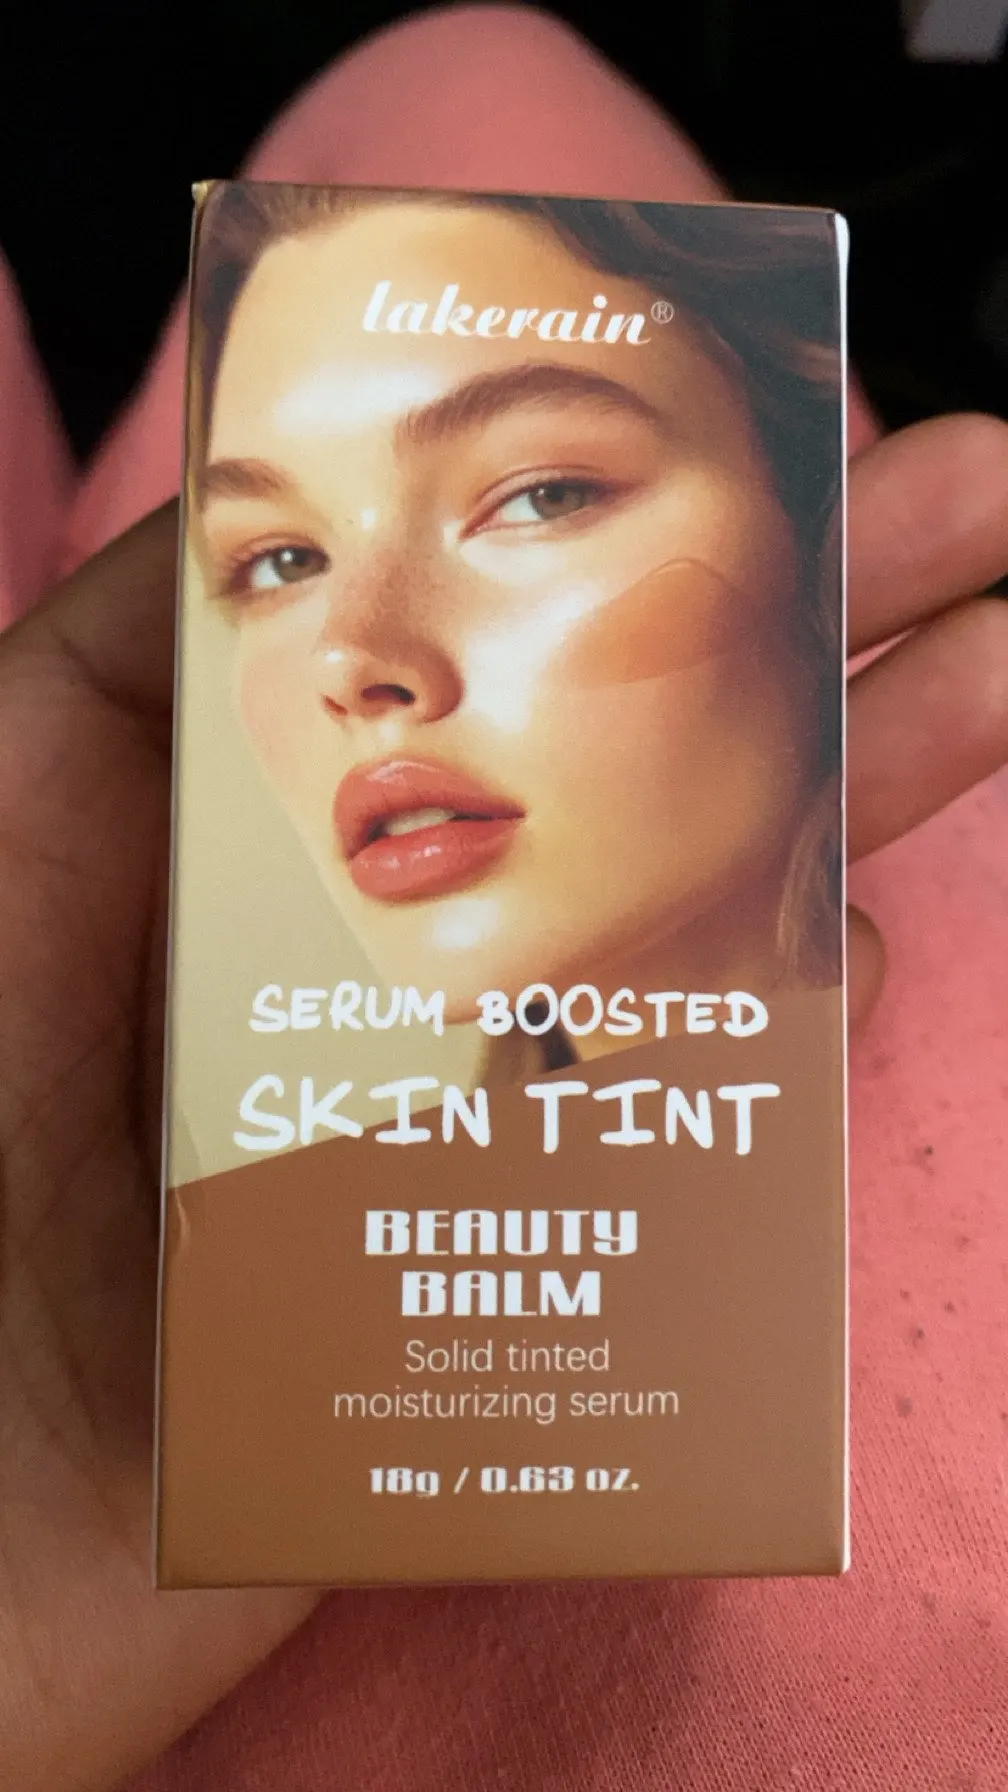 lakerain®
SERUM BOOSTED
SKIN TINT
BEAUTY
BALM
Solid tinted
moisturizing serum
18g / 0.63 oz.